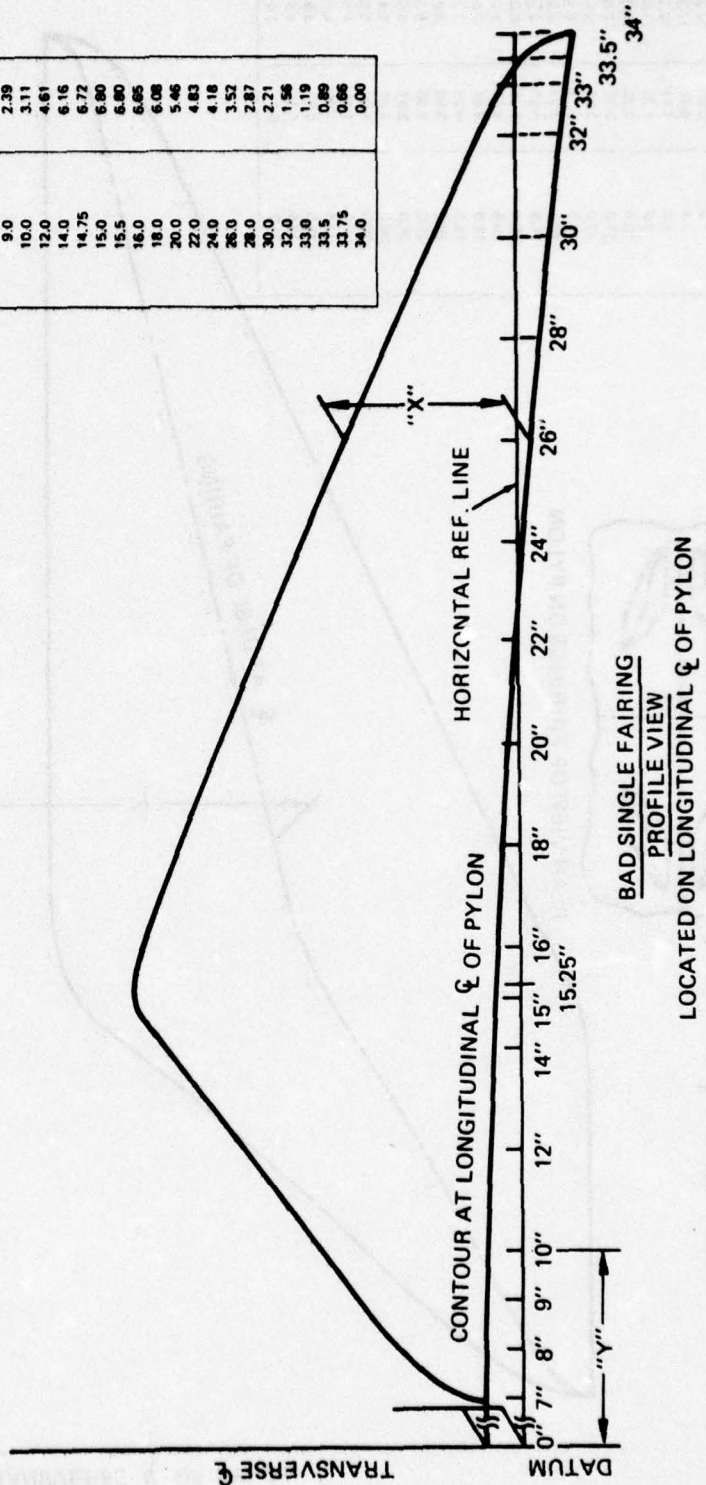 9.0 2.39
10.0 3.11
12.0 4.61
14.0 6.16
14.75 6.72
15.0 6.80
15.5 6.80
16.0 6.65
18.0 6.08
20.0 5.46
22.0 4.83
24.0 4.18
26.0 3.52
28.0 2.87
30.0 2.21
32.0 1.56
33.0 1.19
33.5 0.89
33.75 0.66
34.0 0.00
TRANSVERSE ℄
DATUM
CONTOUR AT LONGITUDINAL ℄ OF PYLON
HORIZONTAL REF. LINE
"X"
"Y"
0" 7" 8" 9" 10" 12" 14" 15" 15.25" 16" 18" 20" 22" 24" 26" 28" 30" 32" 33" 33.5" 34"
BAD SINGLE FAIRING
PROFILE VIEW
LOCATED ON LONGITUDINAL ℄ OF PYLON